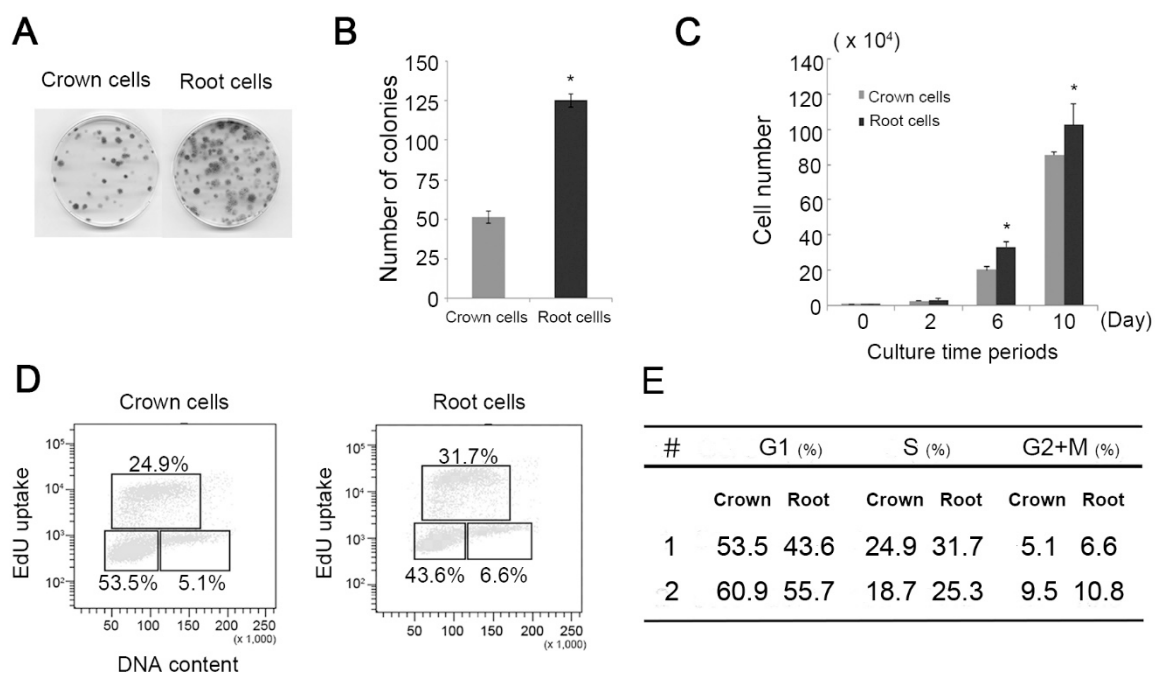 A
Crown cells Root cells
B
Number of colonies
150
125
100
75
50
25
0
*
Crown cells Root cellls
C
( x 10⁴)
Cell number
140
120
100
80
60
40
20
0
Crown cells
Root cells
*
*
0 2 6 10 (Day)
Culture time periods
D
Crown cells
EdU uptake
10⁵
10⁴
10³
10²
24.9%
53.5% 5.1%
50 100 150 200 250
(x 1,000)
DNA content
Root cells
EdU uptake
10⁵
10⁴
10³
10²
31.7%
43.6% 6.6%
50 100 150 200 250
(x 1,000)
E
# G1 (%) S (%) G2+M (%)
Crown Root Crown Root Crown Root
1 53.5 43.6 24.9 31.7 5.1 6.6
2 60.9 55.7 18.7 25.3 9.5 10.8